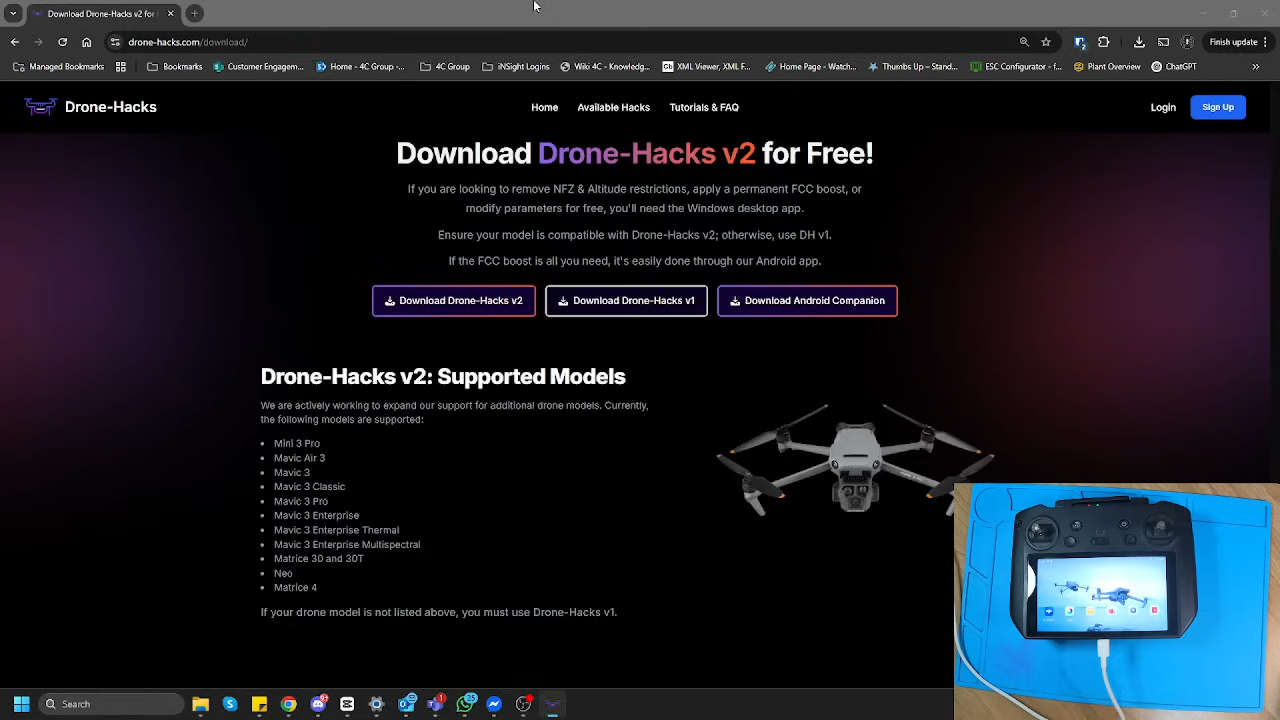 Download Drone-Hacks v2 for
drone-hacks.com/download/
Finish update
Managed Bookmarks
Bookmarks
Customer Engagem...
Home - 4C Group -...
4C Group
iNSight Logins
Wiki 4C - Knowledg...
XML Viewer, XML F...
Home Page - Watch...
Thumbs Up – Stand...
SSC Configurator - f...
Plant Overview
ChatGPT
Drone-Hacks
Home
Available Hacks
Tutorials & FAQ
Login
Sign Up
Download Drone-Hacks v2 for Free!
If you are looking to remove NFZ & Altitude restrictions, apply a permanent FCC boost, or
modify parameters for free, you'll need the Windows desktop app.
Ensure your model is compatible with Drone-Hacks v2; otherwise, use DH v1.
If the FCC boost is all you need, it's easily done through our Android app.
Download Drone-Hacks v2
Download Drone-Hacks v1
Download Android Companion
Drone-Hacks v2: Supported Models
We are actively working to expand our support for additional drone models. Currently,
the following models are supported:
Mini 3 Pro
Mavic Air 3
Mavic 3
Mavic 3 Classic
Mavic 3 Pro
Mavic 3 Enterprise
Mavic 3 Enterprise Thermal
Mavic 3 Enterprise Multispectral
Matrice 30 and 30T
Neo
Matrice 4
If your drone model is not listed above, you must use Drone-Hacks v1.
Search